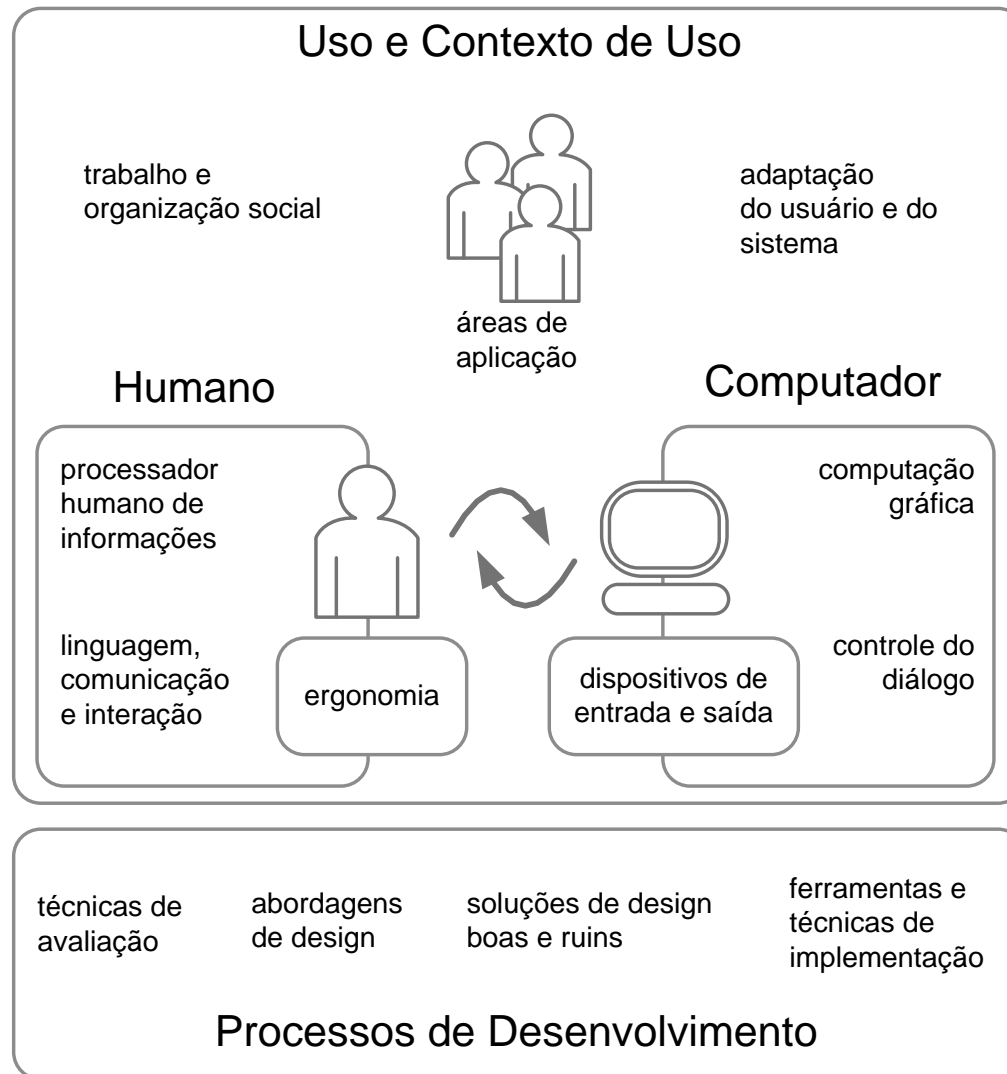 Uso e Contexto de Uso
trabalho e
organização social
adaptação
do usuário e do
sistema
áreas de
aplicação
Humano
Computador
processador
humano de
informações
computação
gráfica
linguagem,
comunicação
e interação
ergonomia
dispositivos de
entrada e saída
controle do
diálogo
técnicas de
avaliação
abordagens
de design
soluções de design
boas e ruins
ferramentas e
técnicas de
implementação
Processos de Desenvolvimento